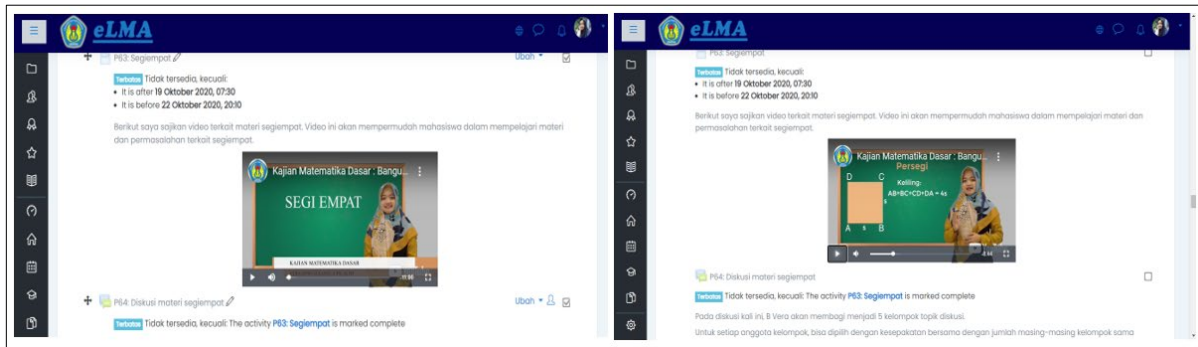 eLMA
P63: Segiempat
Ubah
Terbatas Tidak tersedia, kecuali:
• It is after 19 Oktober 2020, 07:30
• It is before 22 Oktober 2020, 20:10
Berikut saya sajikan video terkait materi segiempat. Video ini akan mempermudah mahasiswa dalam mempelajari materi
dan permasalahan terkait segiempat.
Kajian Matematika Dasar : Bangu...
SEGI EMPAT
KAJIAN MATEMATIKA DASAR
P64: Diskusi materi segiempat
Ubah
Terbatas Tidak tersedia, kecuali: The activity P63: Segiempat is marked complete
eLMA
P63: Segiempat
Terbatas Tidak tersedia, kecuali:
• It is after 19 Oktober 2020, 07:30
• It is before 22 Oktober 2020, 20:10
Berikut saya sajikan video terkait materi segiempat. Video ini akan mempermudah mahasiswa dalam mempelajari materi dan
permasalahan terkait segiempat.
Kajian Matematika Dasar : Bangu...
Persegi
D C
Keliling:
AB+BC+CD+DA = 4s
s
A s B
P64: Diskusi materi segiempat
Terbatas Tidak tersedia, kecuali: The activity P63: Segiempat is marked complete
Pada diskusi kali ini, B Vera akan membagi menjadi 5 kelompok topik diskusi.
Untuk setiap anggota kelompok, bisa dipilih dengan kesepakatan bersama dengan jumlah masing-masing kelompok sama